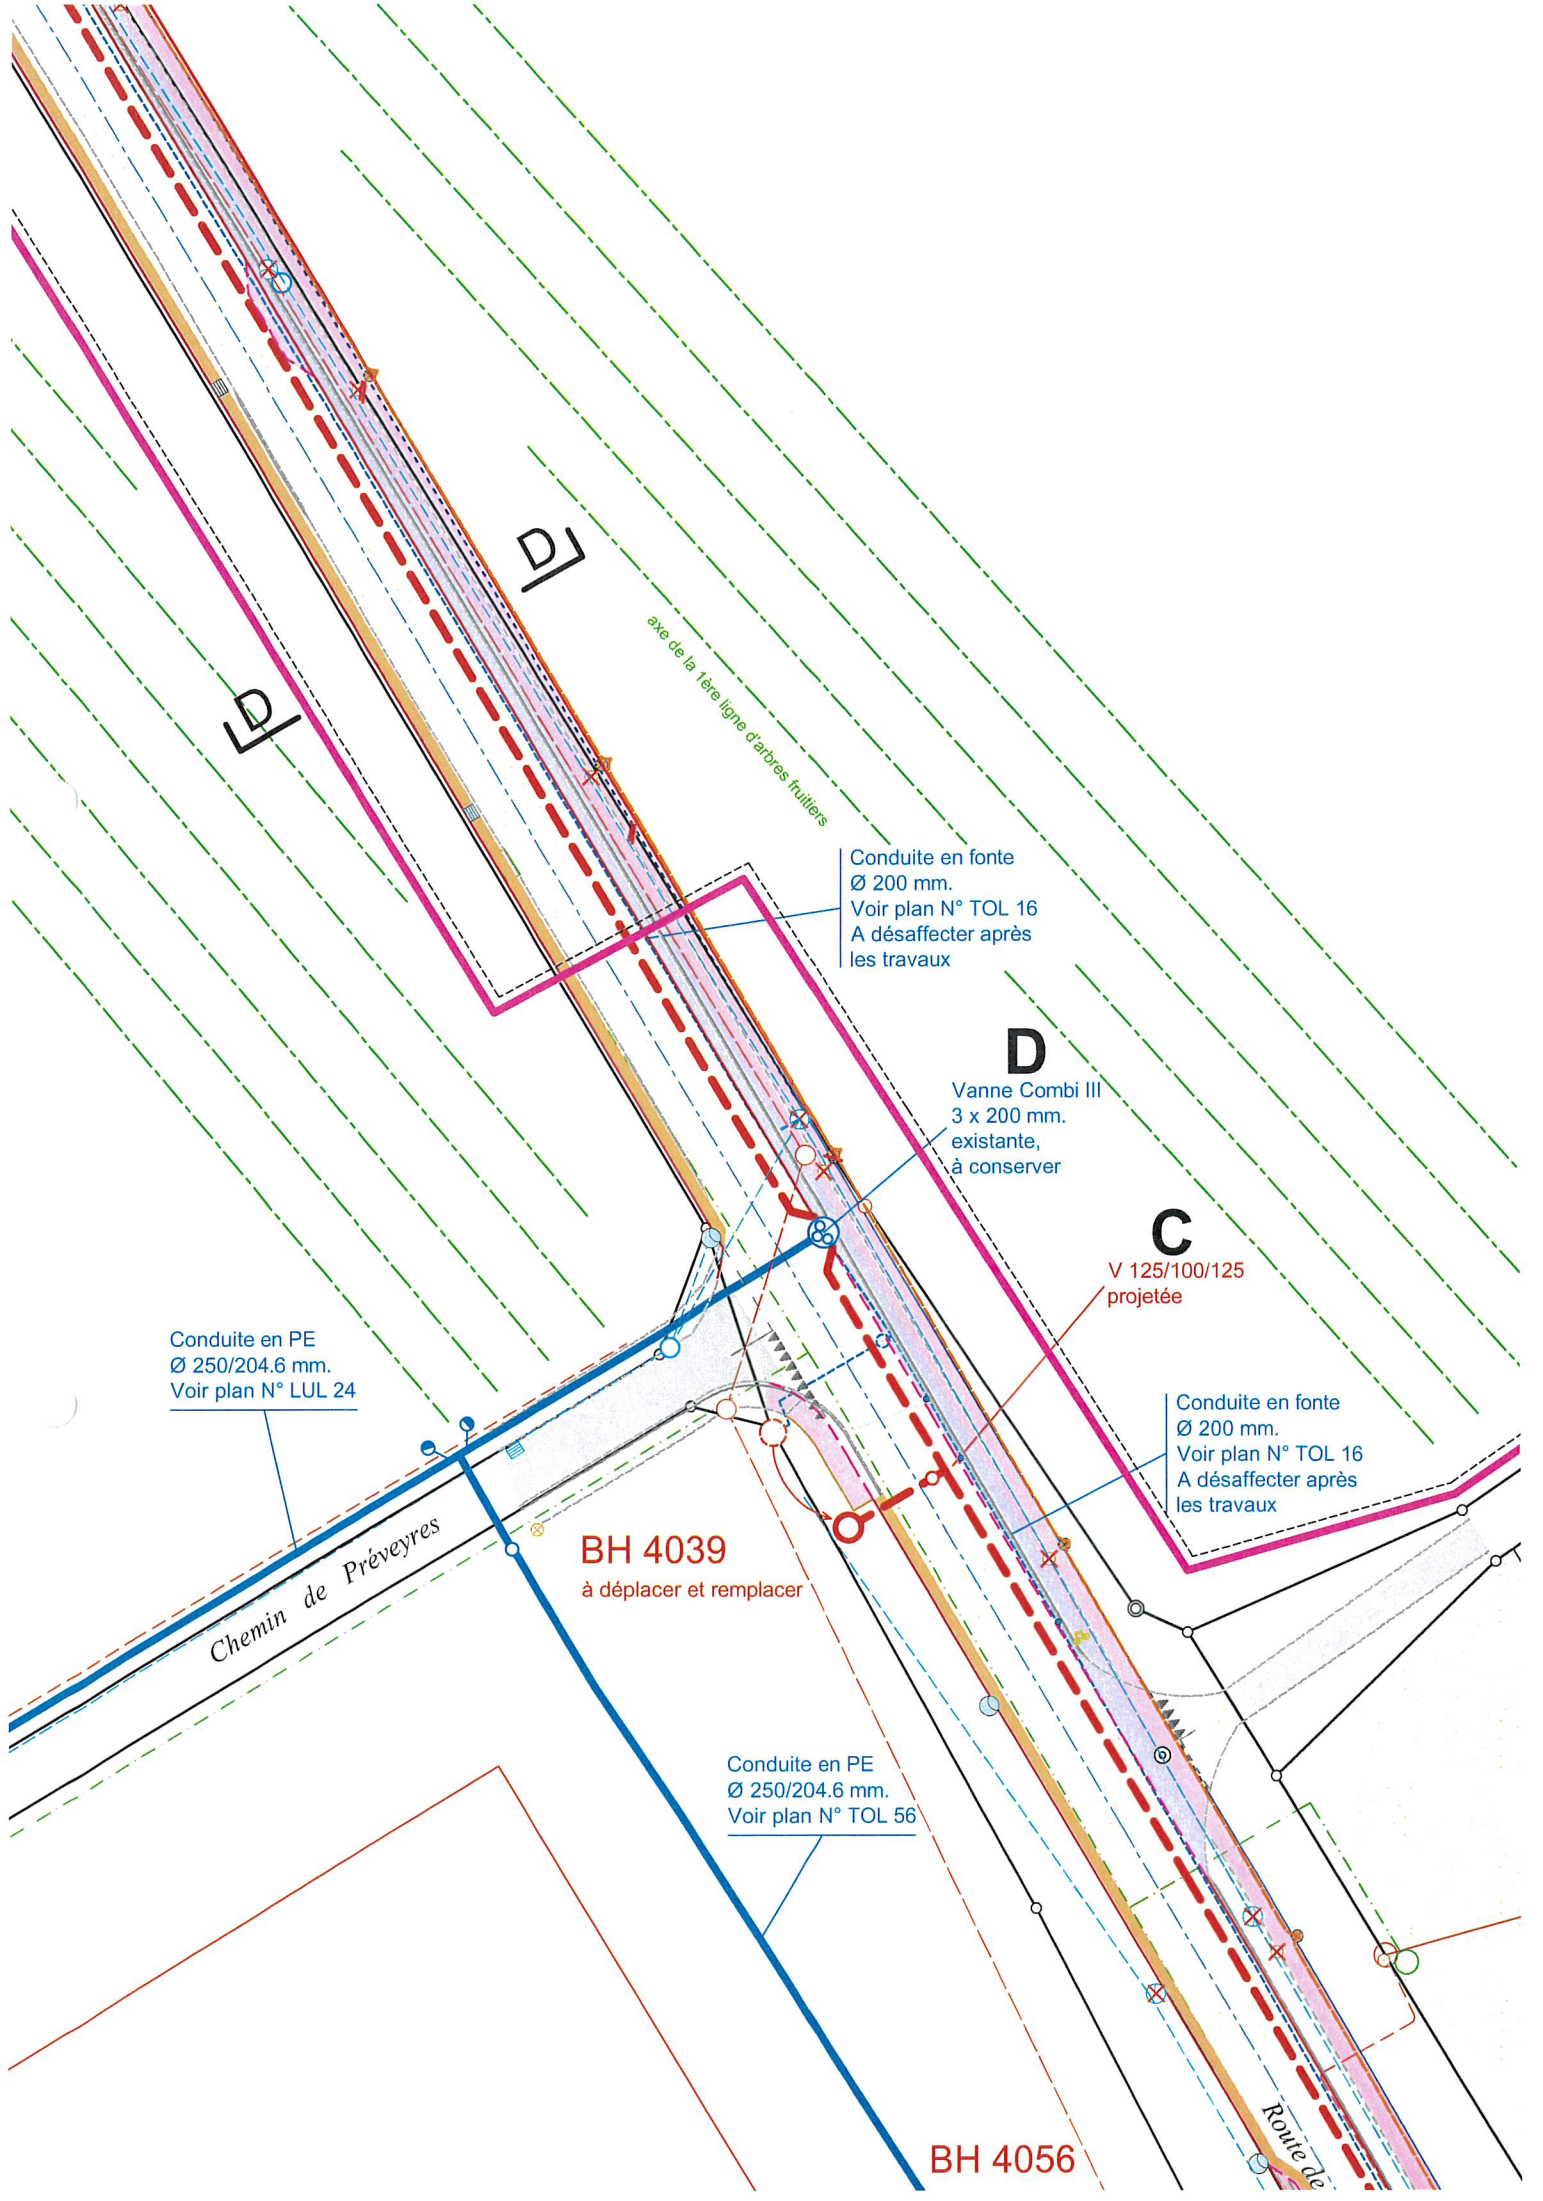 D
D
axe de la 1ère ligne d'arbres fruitiers
Conduite en fonte
Ø 200 mm.
Voir plan N° TOL 16
A désaffecter après
les travaux
D
Vanne Combi III
3 x 200 mm.
existante,
à conserver
C
V 125/100/125
projetée
Conduite en PE
Ø 250/204.6 mm.
Voir plan N° LUL 24
Conduite en fonte
Ø 200 mm.
Voir plan N° TOL 16
A désaffecter après
les travaux
Chemin de Préveyres
BH 4039
à déplacer et remplacer
Conduite en PE
Ø 250/204.6 mm.
Voir plan N° TOL 56
BH 4056
Route de